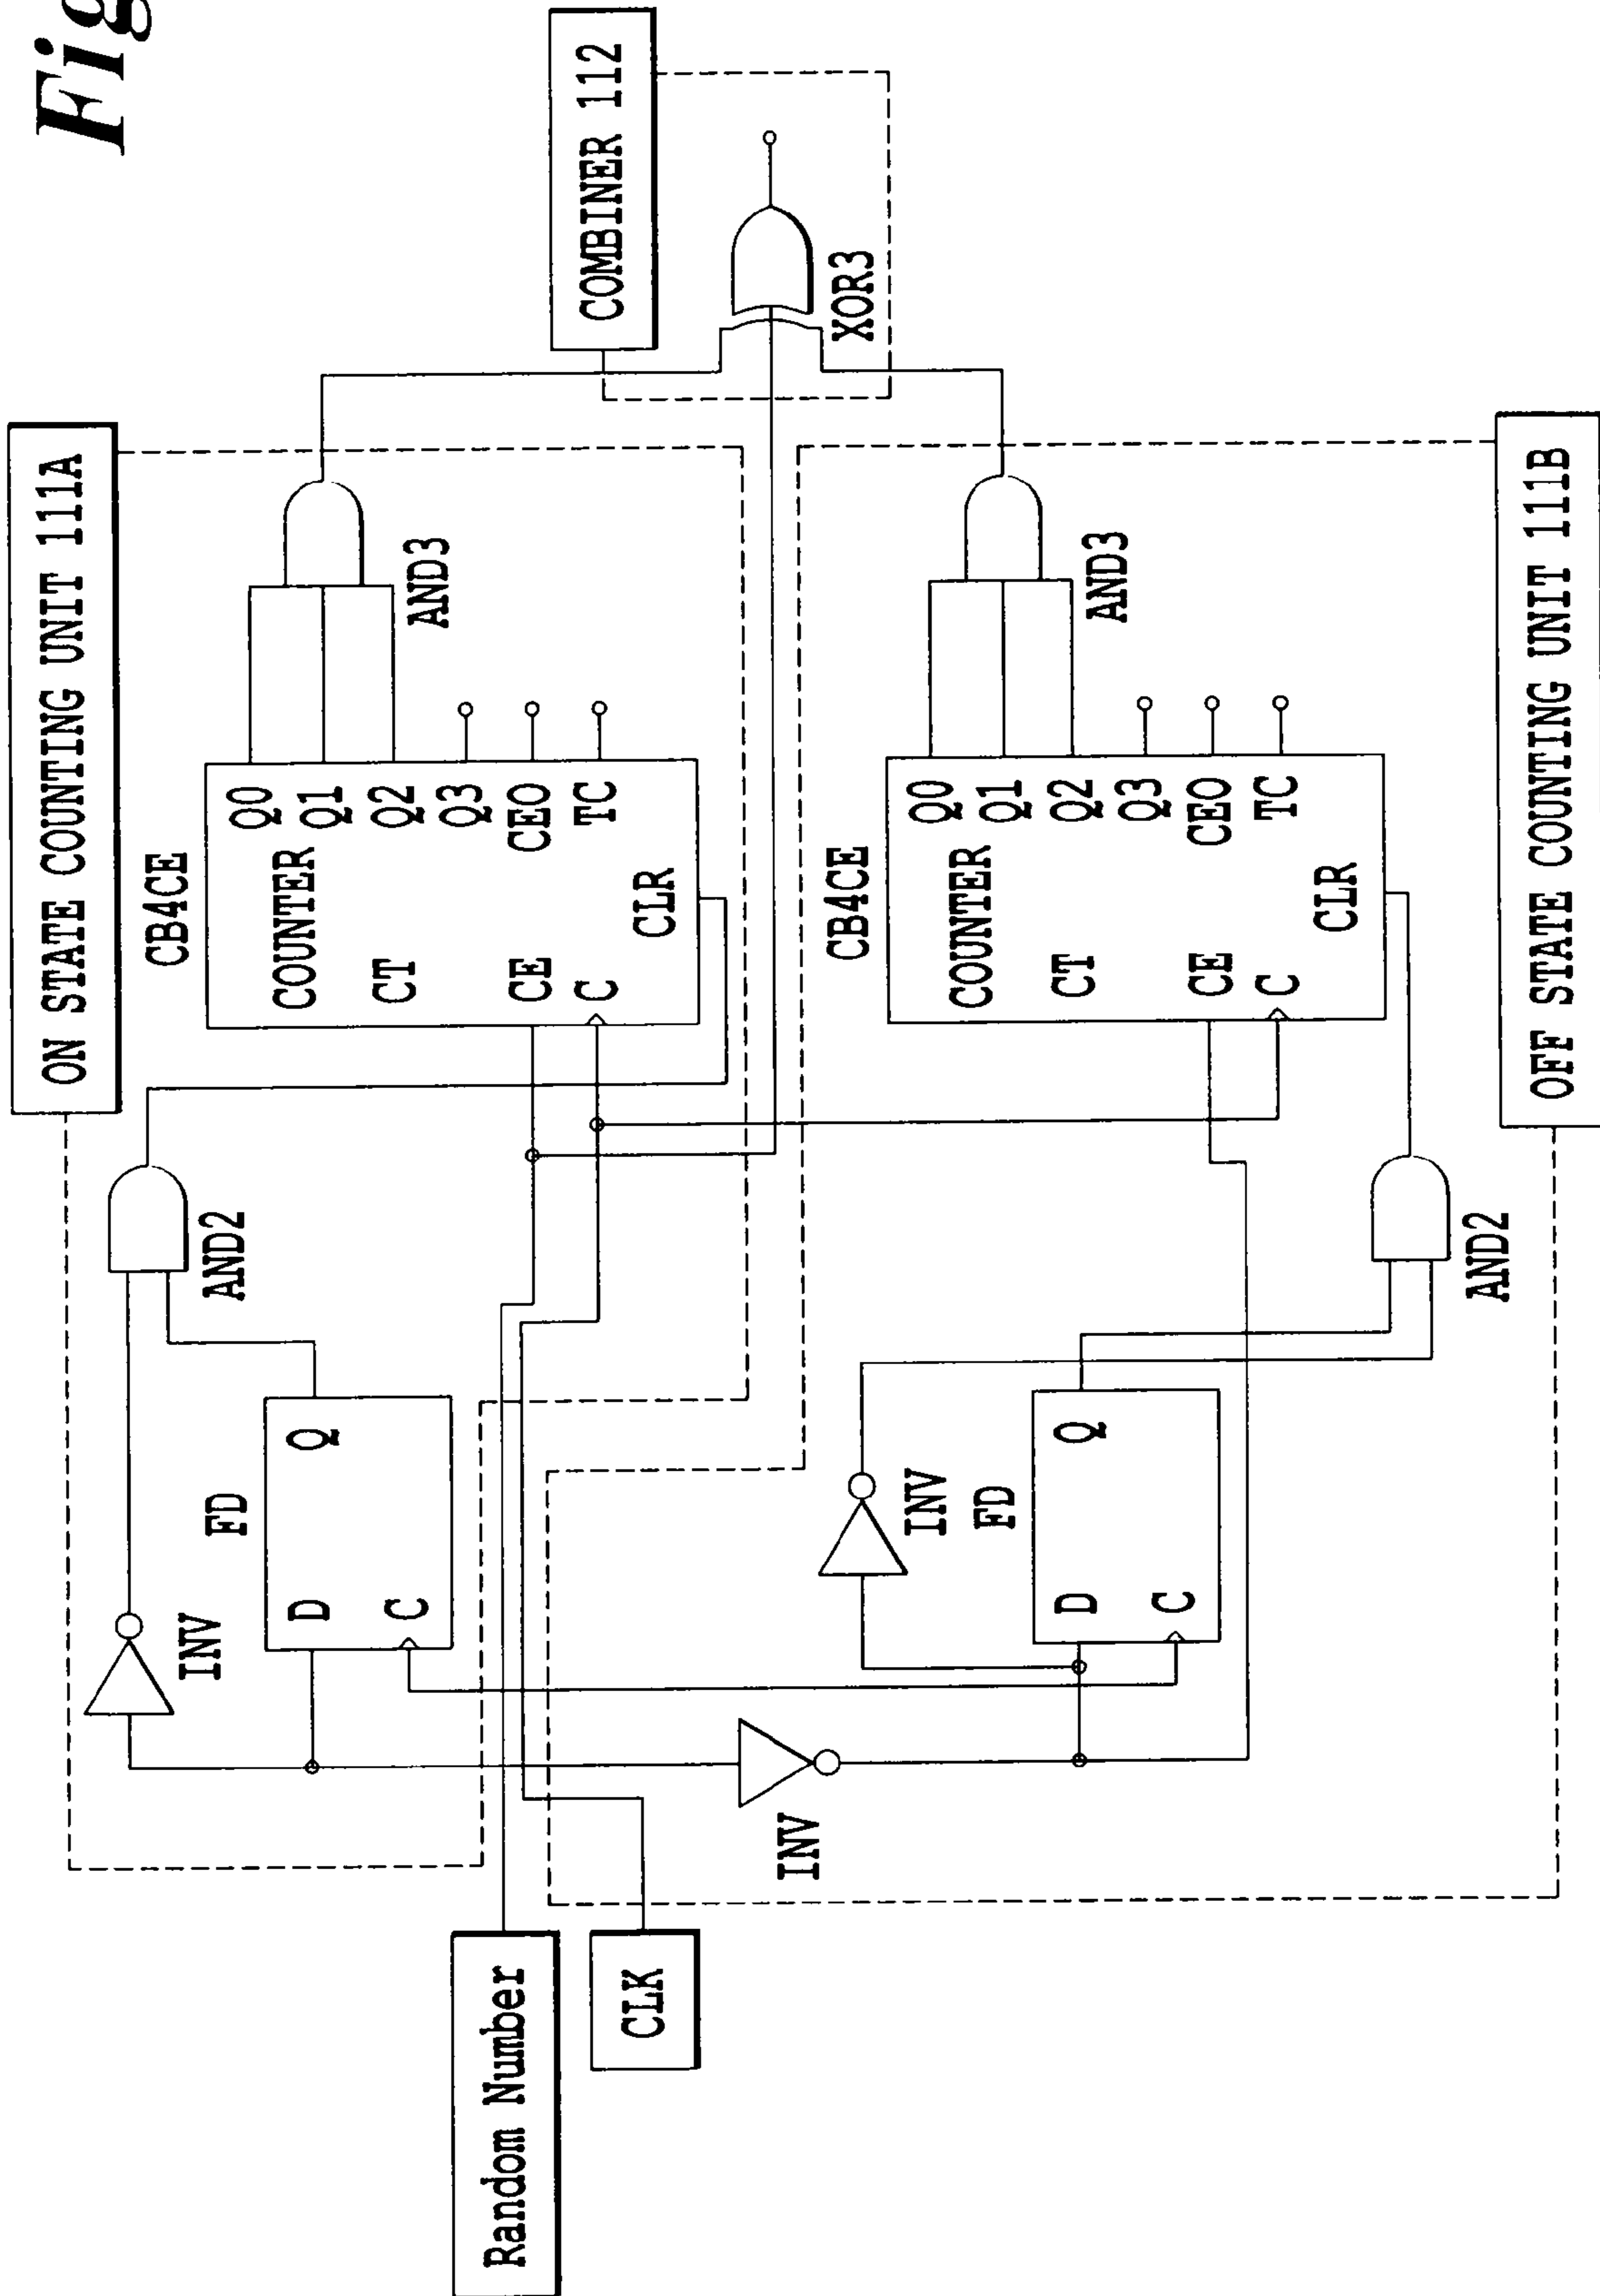 Fig
ON STATE COUNTING UNIT 111A
INV
FD
D
Q
C
AND2
CB4CE
COUNTER
CT
CE
C
CLR
Q0
Q1
Q2
Q3
CEO
TC
AND3
Random Number
CLK
COMBINER 112
XOR3
INV
INV
FD
D
Q
C
AND2
CB4CE
COUNTER
CT
CE
C
CLR
Q0
Q1
Q2
Q3
CEO
TC
AND3
OFF STATE COUNTING UNIT 111B